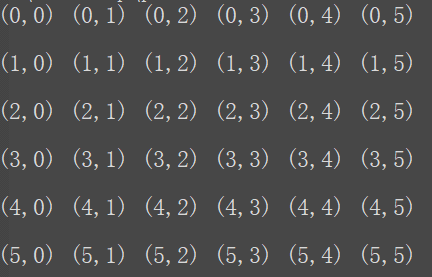 (0,0) (0,1) (0,2) (0,3) (0,4) (0,5)
(1,0) (1,1) (1,2) (1,3) (1,4) (1,5)
(2,0) (2,1) (2,2) (2,3) (2,4) (2,5)
(3,0) (3,1) (3,2) (3,3) (3,4) (3,5)
(4,0) (4,1) (4,2) (4,3) (4,4) (4,5)
(5,0) (5,1) (5,2) (5,3) (5,4) (5,5)